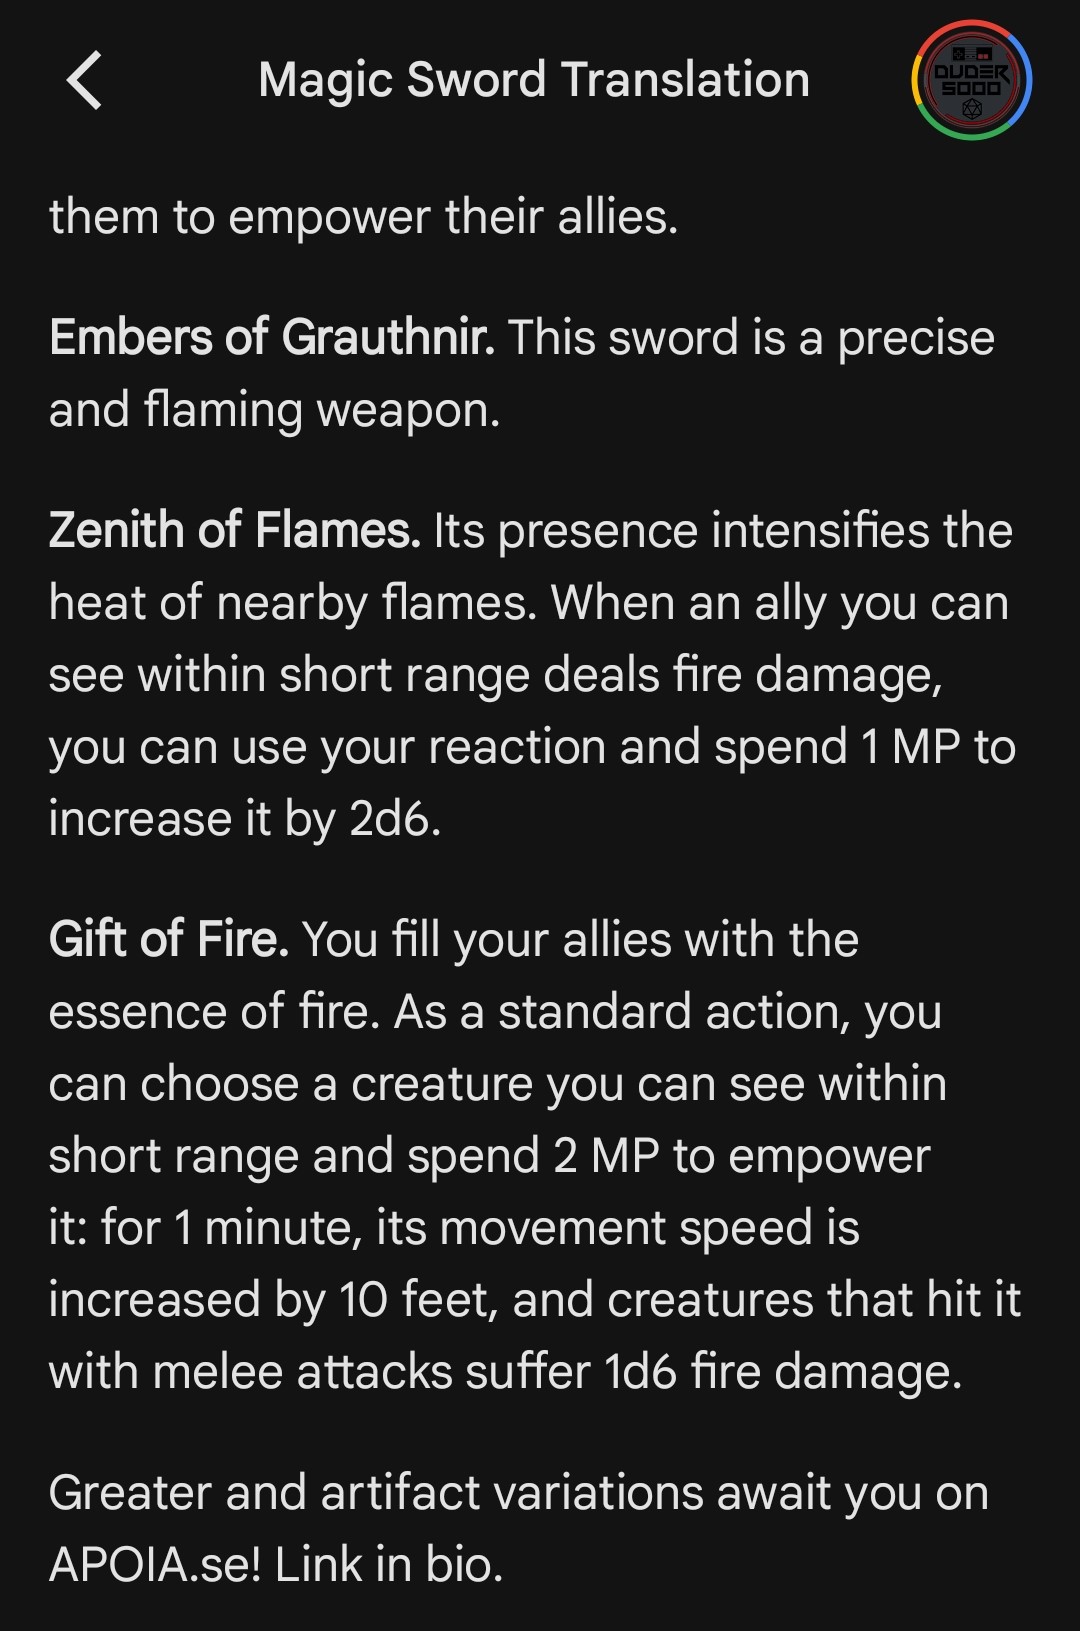 Magic Sword Translation
DUDER
5000
them to empower their allies.
Embers of Grauthnir. This sword is a precise
and flaming weapon.
Zenith of Flames. Its presence intensifies the
heat of nearby flames. When an ally you can
see within short range deals fire damage,
you can use your reaction and spend 1 MP to
increase it by 2d6.
Gift of Fire. You fill your allies with the
essence of fire. As a standard action, you
can choose a creature you can see within
short range and spend 2 MP to empower
it: for 1 minute, its movement speed is
increased by 10 feet, and creatures that hit it
with melee attacks suffer 1d6 fire damage.
Greater and artifact variations await you on
APOIA.se! Link in bio.